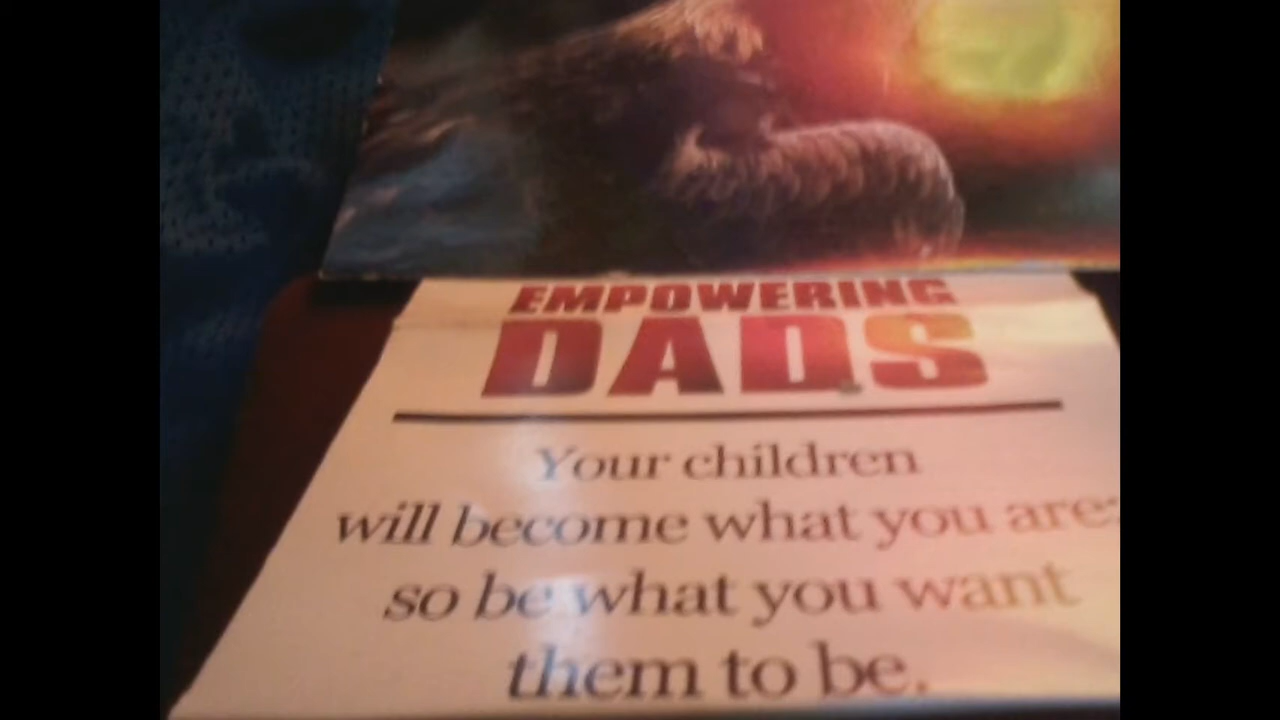 EMPOWERING
DADS
Your children
will become what you are:
so be what you want
them to be.